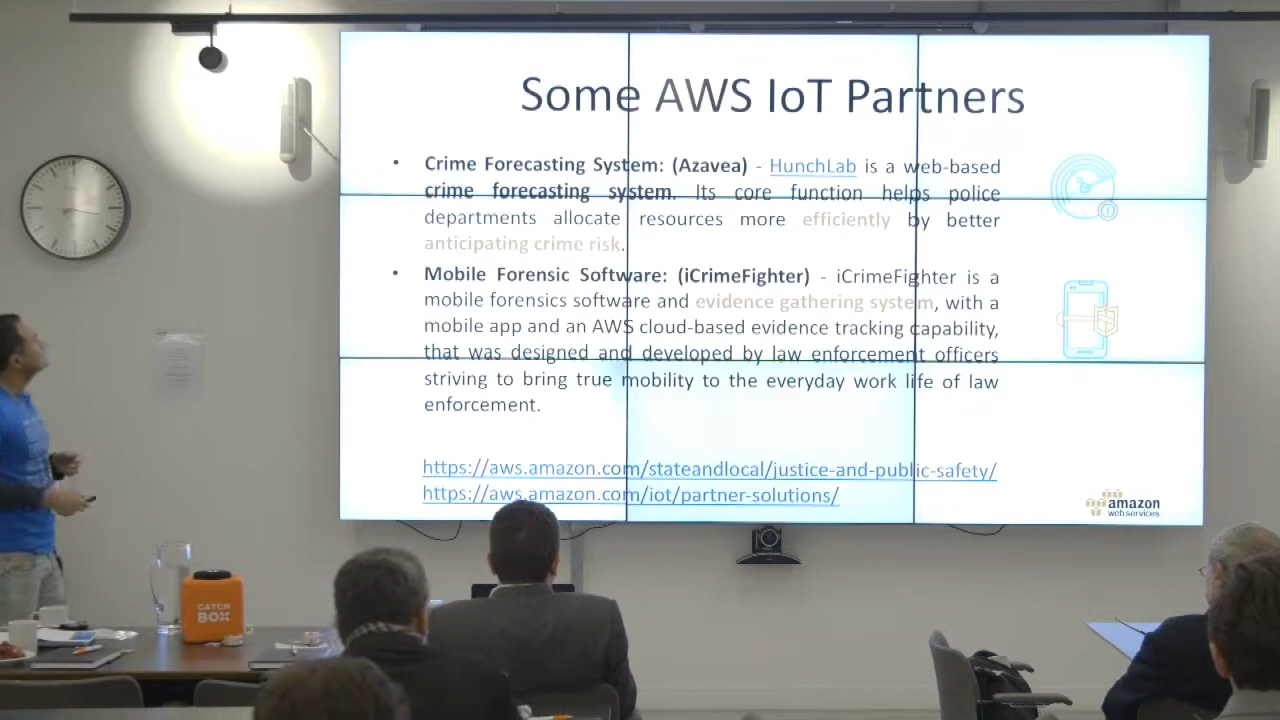 Some AWS IoT Partners
• Crime Forecasting System: (Azavea) - HunchLab is a web-based
crime forecasting system. Its core function helps police
departments allocate resources more efficiently by better
anticipating crime risk.
• Mobile Forensic Software: (iCrimeFighter) - iCrimeFighter is a
mobile forensics software and evidence gathering system, with a
mobile app and an AWS cloud-based evidence tracking capability,
that was designed and developed by law enforcement officers
striving to bring true mobility to the everyday work life of law
enforcement.
https://aws.amazon.com/stateandlocal/justice-and-public-safety/
https://aws.amazon.com/iot/partner-solutions/
amazon
web services
CATCH
BOX